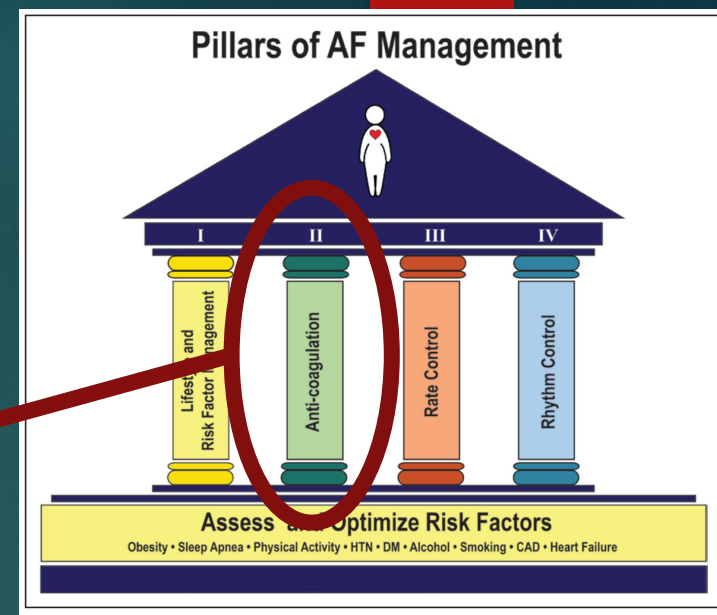 Pillars of AF Management
I II III IV
Lifestyle and
Risk Factor Management
Anti-coagulation
Rate Control
Rhythm Control
Assess and Optimize Risk Factors
Obesity • Sleep Apnea • Physical Activity • HTN • DM • Alcohol • Smoking • CAD • Heart Failure